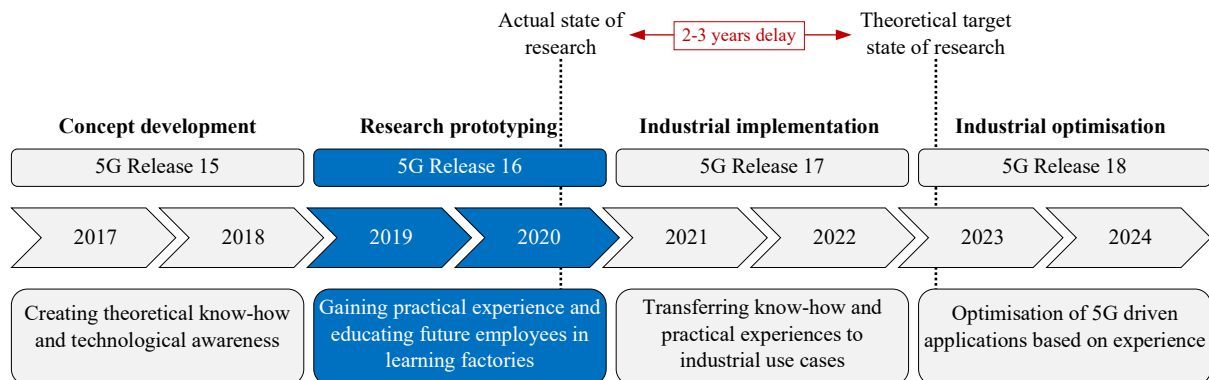 Actual state of
research
2-3 years delay
Theoretical target
state of research
Concept development
Research prototyping
Industrial implementation
Industrial optimisation
5G Release 15
5G Release 16
5G Release 17
5G Release 18
2017
2018
2019
2020
2021
2022
2023
2024
Creating theoretical know-how
and technological awareness
Gaining practical experience and
educating future employees in
learning factories
Transferring know-how and
practical experiences to
industrial use cases
Optimisation of 5G driven
applications based on experience